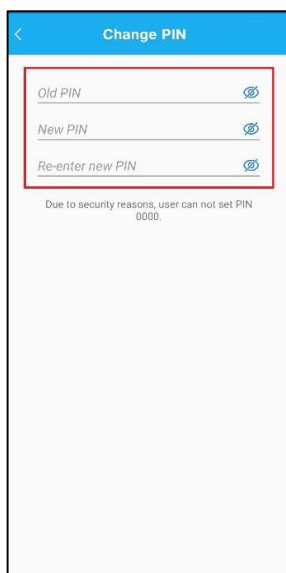 Change PIN
Old PIN
New PIN
Re-enter new PIN
Due to security reasons, user can not set PIN
0000.